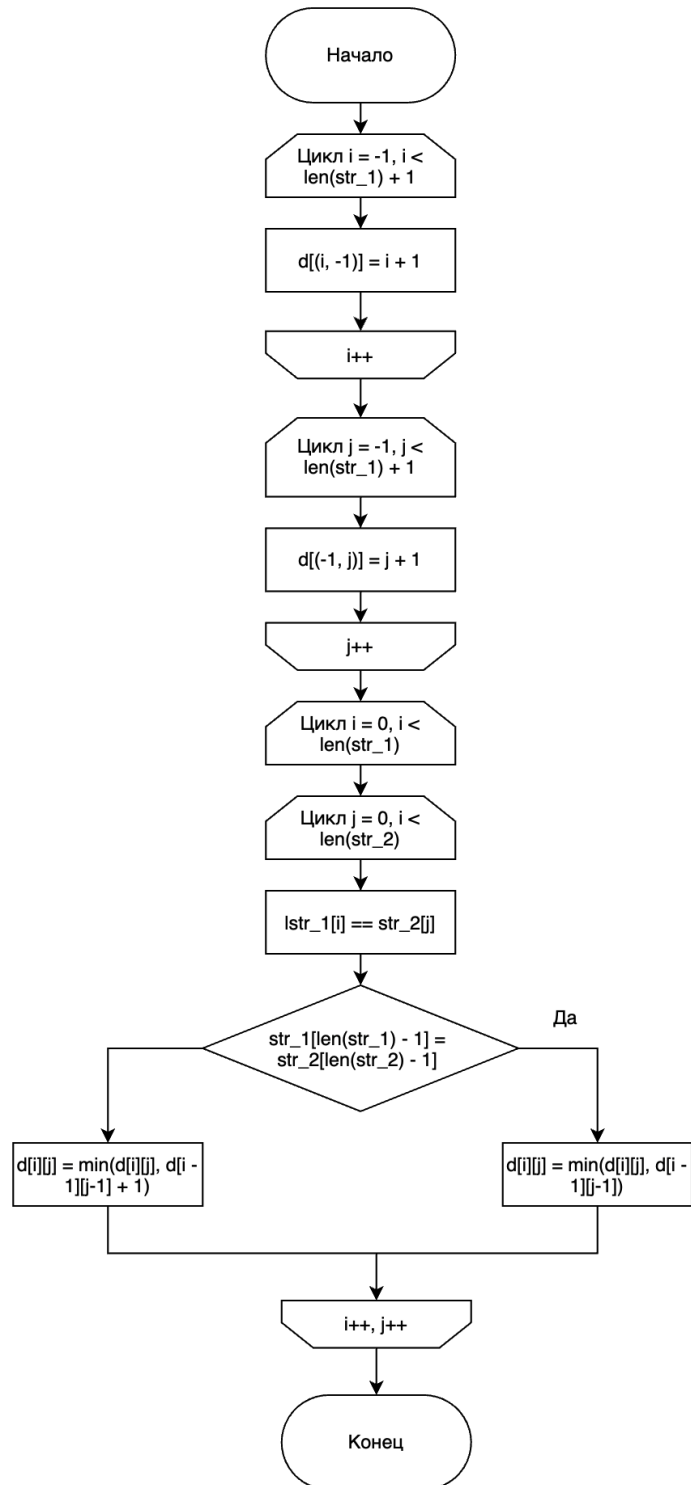 Начало
Цикл i = -1, i <
len(str_1) + 1
d[(i, -1)] = i + 1
i++
Цикл j = -1, j <
len(str_1) + 1
d[(-1, j)] = j + 1
j++
Цикл i = 0, i <
len(str_1)
Цикл j = 0, i <
len(str_2)
lstr_1[i] == str_2[j]
Да
str_1[len(str_1) - 1] =
str_2[len(str_2) - 1]
d[i][j] = min(d[i][j], d[i -
1][j-1] + 1)
d[i][j] = min(d[i][j], d[i -
1][j-1])
i++, j++
Конец